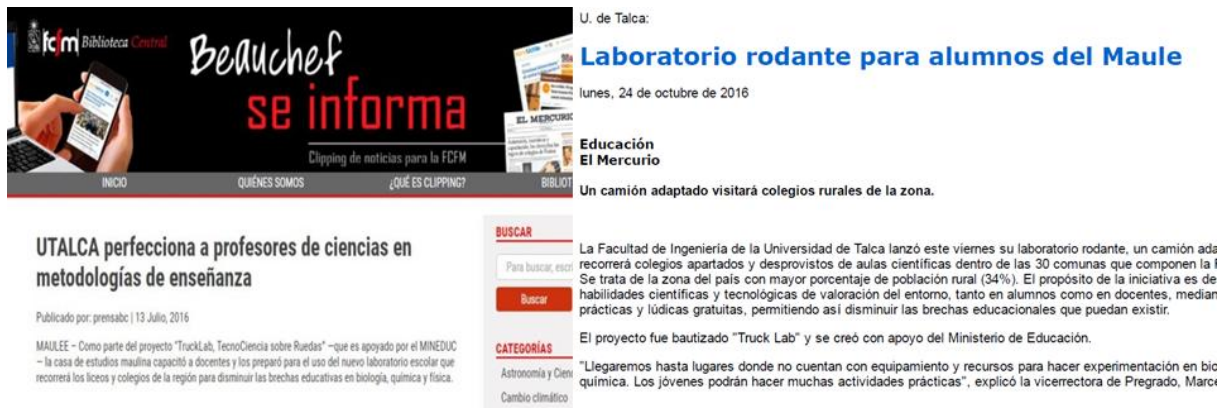 fcfm Biblioteca Central
Beauchef
se informa
EL MERCURIO
Clipping de noticias para la FCFM
INICIO QUIÉNES SOMOS ¿QUÉ ES CLIPPING? BIBLIOT
UTALCA perfecciona a profesores de ciencias en
metodologías de enseñanza
Publicado por: prensabc | 13 Julio, 2016
MAULEE – Como parte del proyecto "TruckLab, TecnoCiencia sobre Ruedas" –que es apoyado por el MINEDUC
– la casa de estudios maulina capacitó a docentes y los preparó para el uso del nuevo laboratorio escolar que
recorrerá los liceos y colegios de la región para disminuir las brechas educativas en biología, química y física.
BUSCAR
Para buscar, escri
Buscar
CATEGORÍAS
Astronomía y Cienc
Cambio climático
U. de Talca:
Laboratorio rodante para alumnos del Maule
lunes, 24 de octubre de 2016
Educación
El Mercurio
Un camión adaptado visitará colegios rurales de la zona.
La Facultad de Ingeniería de la Universidad de Talca lanzó este viernes su laboratorio rodante, un camión ada
recorrerá colegios apartados y desprovistos de aulas científicas dentro de las 30 comunas que componen la
Se trata de la zona del país con mayor porcentaje de población rural (34%). El propósito de la iniciativa es de
habilidades científicas y tecnológicas de valoración del entorno, tanto en alumnos como en docentes, median
prácticas y lúdicas gratuitas, permitiendo así disminuir las brechas educacionales que puedan existir.
El proyecto fue bautizado "Truck Lab" y se creó con apoyo del Ministerio de Educación.
"Llegaremos hasta lugares donde no cuentan con equipamiento y recursos para hacer experimentación en bio
química. Los jóvenes podrán hacer muchas actividades prácticas", explicó la vicerrectora de Pregrado, Marce